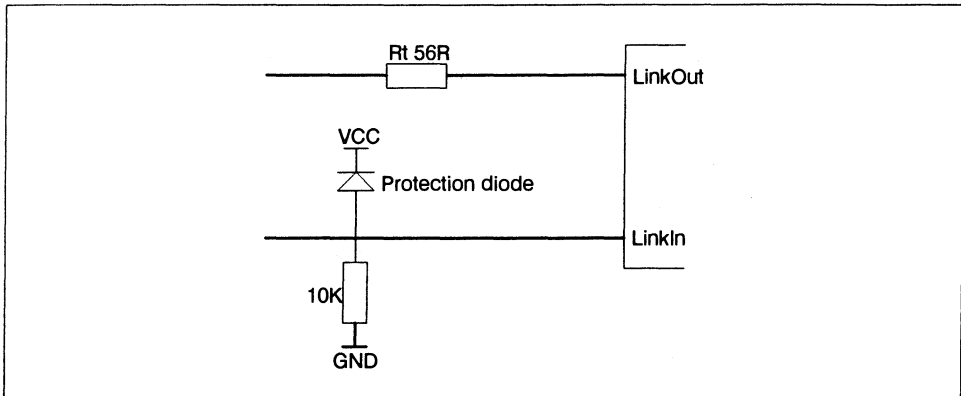 Rt 56R
LinkOut
VCC
Protection diode
LinkIn
10K
GND